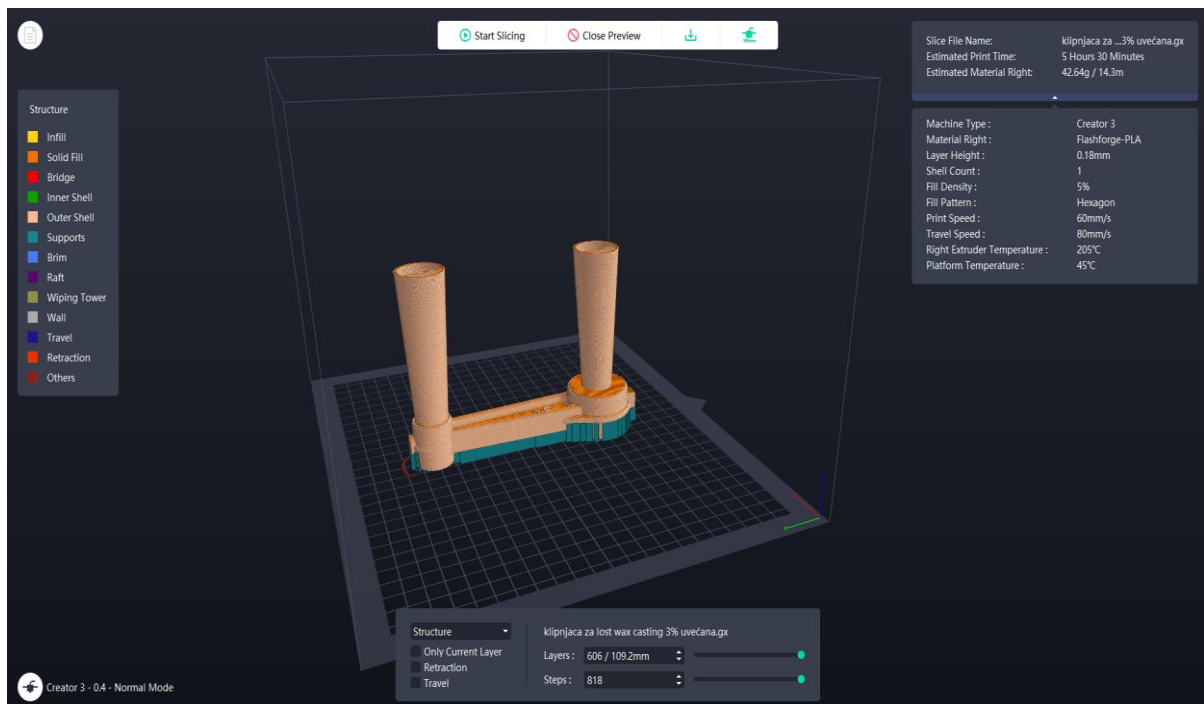 Start Slicing
Close Preview
Slice File Name: klipnjaca za ...3% uvećana.gx
Estimated Print Time: 5 Hours 30 Minutes
Estimated Material Right: 42.64g / 14.3m
Structure
Infill
Solid Fill
Bridge
Inner Shell
Outer Shell
Supports
Brim
Raft
Wiping Tower
Wall
Travel
Retraction
Others
Machine Type : Creator 3
Material Right : Flashforge-PLA
Layer Height : 0.18mm
Shell Count : 1
Fill Density : 5%
Fill Pattern : Hexagon
Print Speed : 60mm/s
Travel Speed : 80mm/s
Right Extruder Temperature : 205℃
Platform Temperature : 45℃
Structure
Only Current Layer
Retraction
Travel
klipnjaca za lost wax casting 3% uvećana.gx
Layers : 606 / 109.2mm
Steps : 818
Creator 3 - 0.4 - Normal Mode